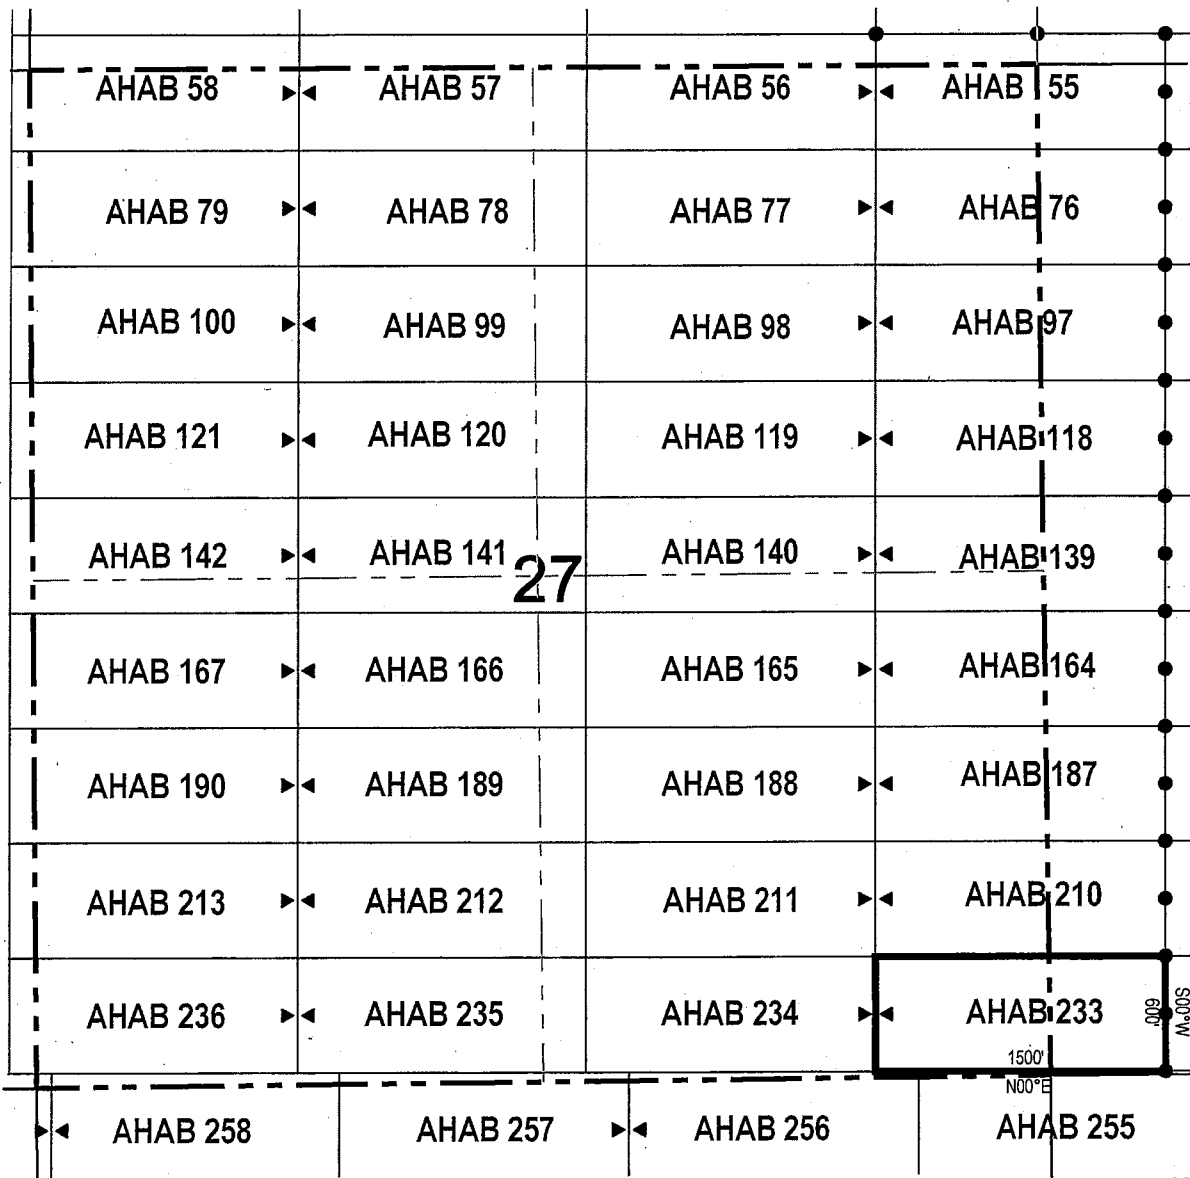 AHAB 58 AHAB 57 AHAB 56 AHAB 55
AHAB 79 AHAB 78 AHAB 77 AHAB 76
AHAB 100 AHAB 99 AHAB 98 AHAB 97
AHAB 121 AHAB 120 AHAB 119 AHAB 118
AHAB 142 AHAB 141 AHAB 140 AHAB 139
27
AHAB 167 AHAB 166 AHAB 165 AHAB 164
AHAB 190 AHAB 189 AHAB 188 AHAB 187
AHAB 213 AHAB 212 AHAB 211 AHAB 210
AHAB 236 AHAB 235 AHAB 234 AHAB 233
600'
S00°W
1500'
N00°E
AHAB 258 AHAB 257 AHAB 256 AHAB 255